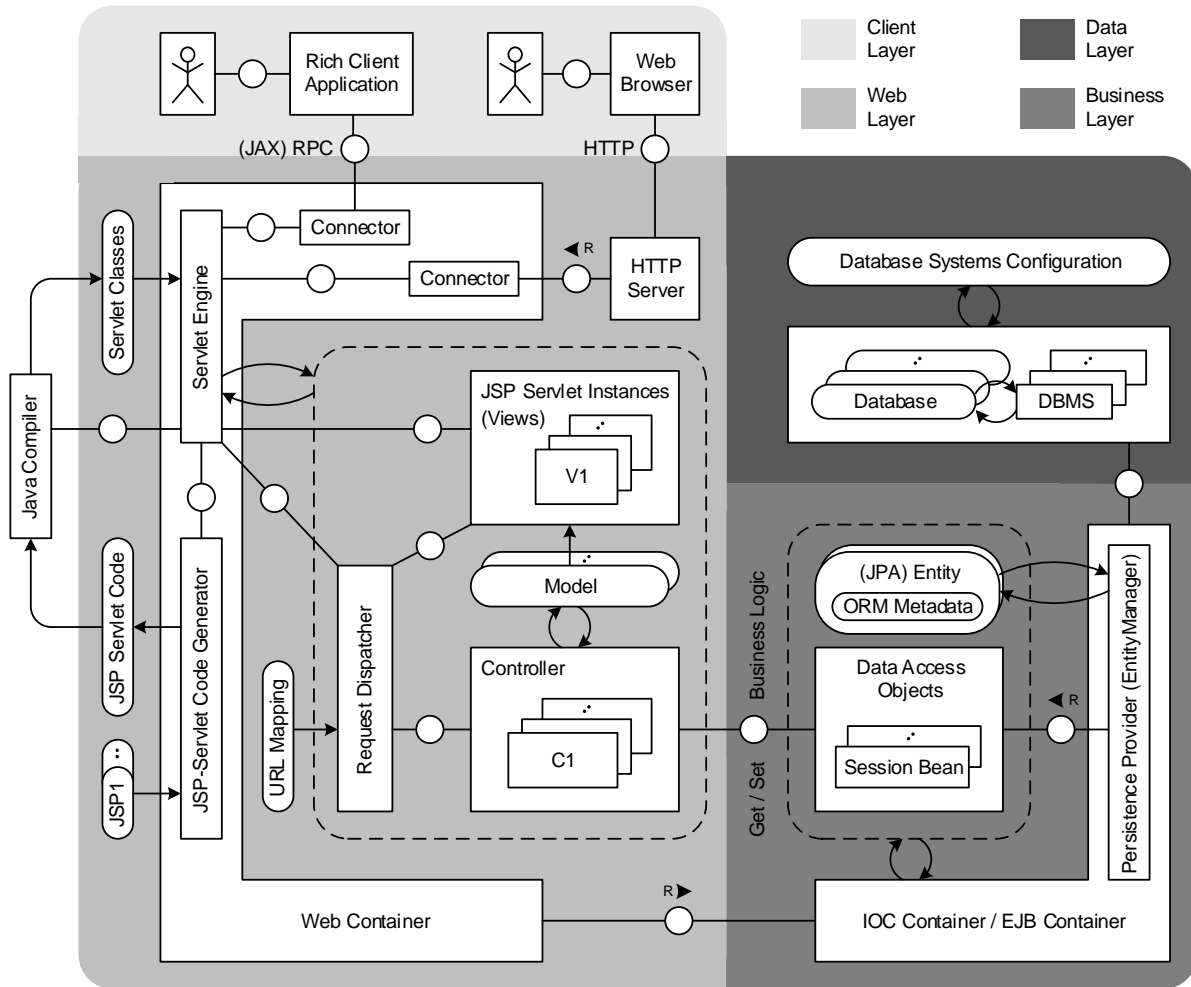 Client
Layer
Data
Layer
Web
Layer
Business
Layer
Rich Client
Application
Web
Browser
(JAX) RPC
HTTP
Connector
R
Connector
HTTP
Server
Servlet Classes
Servlet Engine
Database Systems Configuration
Database
DBMS
JSP Servlet Instances
(Views)
V1
Java Compiler
Model
(JPA) Entity
ORM Metadata
JSP Servlet Code
JSP-Servlet Code Generator
URL Mapping
Request Dispatcher
Controller
C1
Business Logic
Get / Set
Data Access
Objects
Session Bean
R
Persistence Provider (EntityManager)
JSP1
R
Web Container
IOC Container / EJB Container